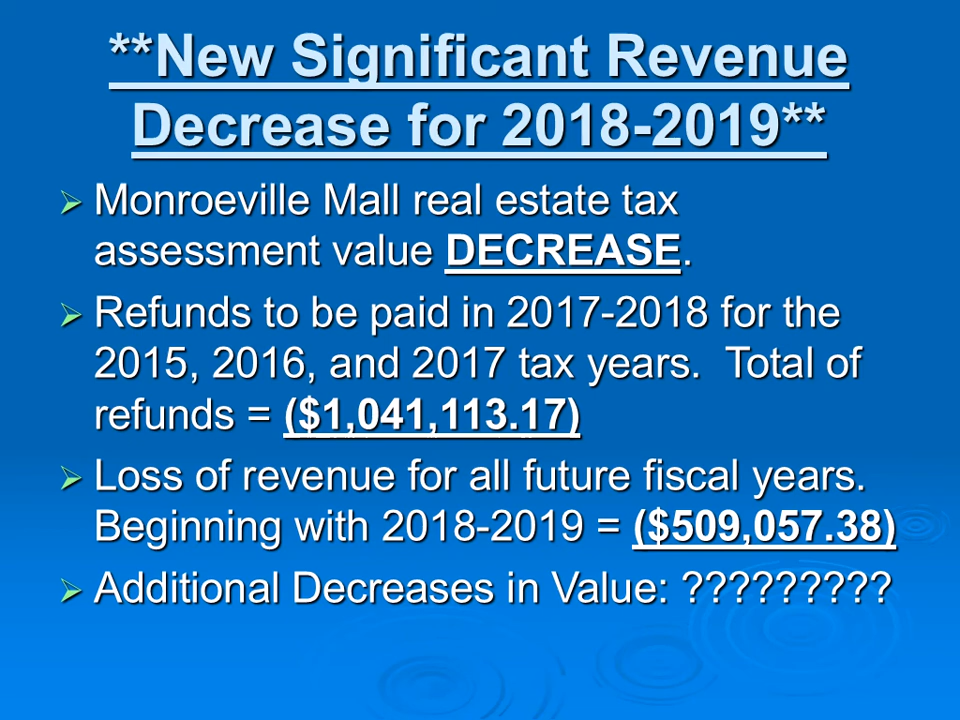 **New Significant Revenue
Decrease for 2018-2019**
Monroeville Mall real estate tax
assessment value DECREASE.
Refunds to be paid in 2017-2018 for the
2015, 2016, and 2017 tax years. Total of
refunds = ($1,041,113.17)
Loss of revenue for all future fiscal years.
Beginning with 2018-2019 = ($509,057.38)
Additional Decreases in Value: ?????????